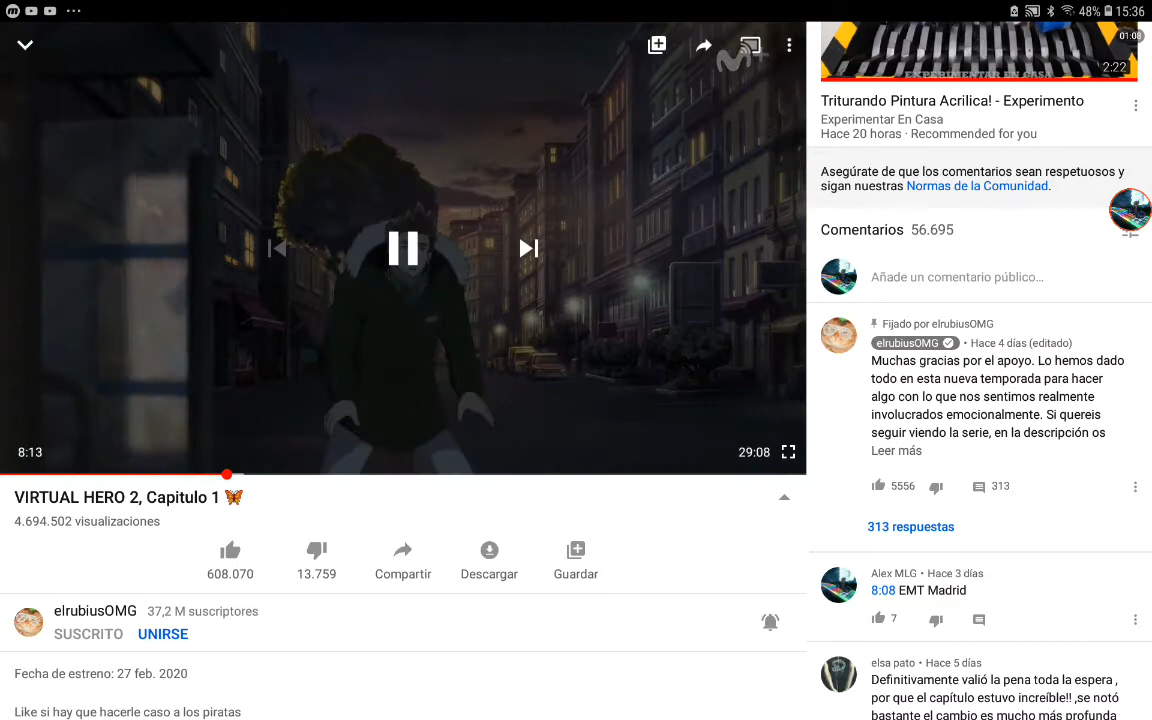 48% 15:36
M+
8:13
29:08
VIRTUAL HERO 2, Capitulo 1 🦋
4.694.502 visualizaciones
608.070
13.759
Compartir
Descargar
Guardar
elrubiusOMG 37,2 M suscriptores
SUSCRITO UNIRSE
Fecha de estreno: 27 feb. 2020
Like si hay que hacerle caso a los piratas
01:08
2:22
EXPERIMENTAR EN CASA
Triturando Pintura Acrilica! - Experimento
Experimentar En Casa
Hace 20 horas · Recommended for you
Asegúrate de que los comentarios sean respetuosos y
sigan nuestras Normas de la Comunidad.
Comentarios 56.695
Añade un comentario público...
Fijado por elrubiusOMG
elrubiusOMG • Hace 4 días (editado)
Muchas gracias por el apoyo. Lo hemos dado
todo en esta nueva temporada para hacer
algo con lo que nos sentimos realmente
involucrados emocionalmente. Si quereis
seguir viendo la serie, en la descripción os
Leer más
5556 313
313 respuestas
Alex MLG • Hace 3 días
8:08 EMT Madrid
7
elsa pato • Hace 5 días
Definitivamente valió la pena toda la espera ,
por que el capítulo estuvo increíble!! ,se notó
bastante el cambio es mucho más profunda